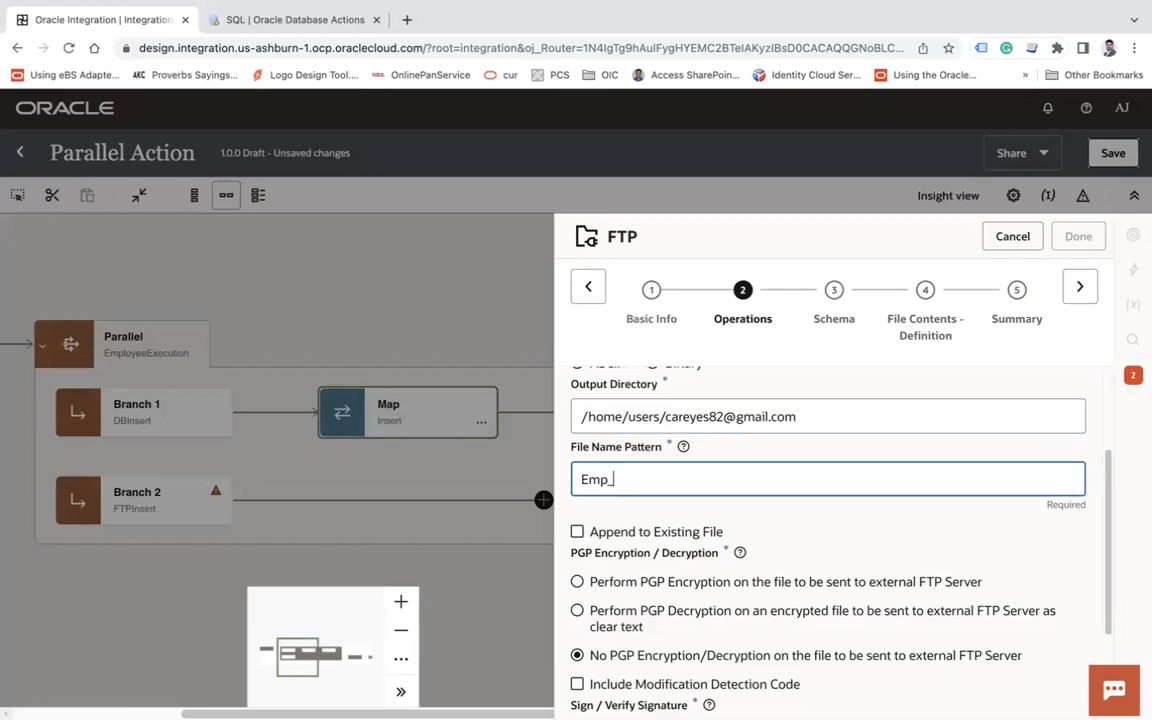 Oracle Integration | Integration
SQL | Oracle Database Actions
design.integration.us-ashburn-1.ocp.oraclecloud.com/?root=integration&oj_Router=1N4IgTg9hAulFygHYEMC2BTeIAKyzIBsD0CACAQQGNoBLC...
Using eBS Adapte...
AKC Proverbs Sayings...
Logo Design Tool....
OnlinePanService
cur
PCS
OIC
Access SharePoin...
Identity Cloud Ser...
Using the Oracle...
»
Other Bookmarks
ORACLE
AJ
Parallel Action
1.0.0 Draft - Unsaved changes
Share
Save
Insight view
FTP
Cancel
Done
1
2
3
4
5
Basic Info
Operations
Schema
File Contents -
Definition
Summary
Parallel
EmployeeExecution
Branch 1
DBInsert
Map
Insert
...
Branch 2
FTPInsert
Output Directory *
/home/users/careyes82@gmail.com
File Name Pattern *
Emp_
Required
Append to Existing File
PGP Encryption / Decryption *
Perform PGP Encryption on the file to be sent to external FTP Server
Perform PGP Decryption on an encrypted file to be sent to external FTP Server as
clear text
No PGP Encryption/Decryption on the file to be sent to external FTP Server
Include Modification Detection Code
Sign / Verify Signature *
2